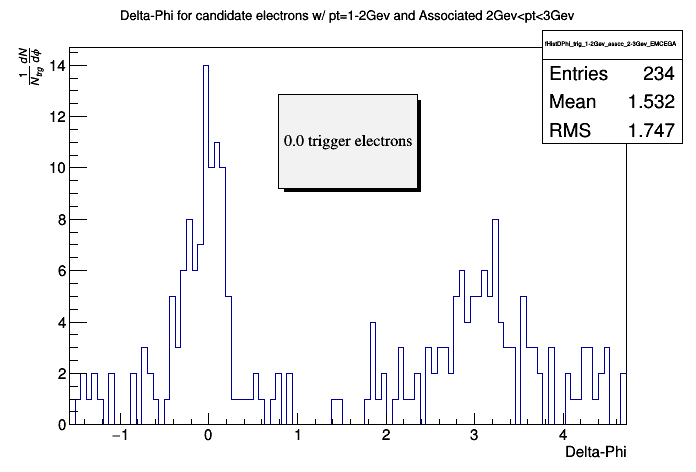 Delta-Phi for candidate electrons w/ pt=1-2Gev and Associated 2Gev<pt<3Gev
fHistDPhi_trig_1-2Gev_assoc_2-3Gev_EMCEGA
Entries 234
Mean 1.532
RMS 1.747
1 dN
N_trg dϕ
0.0 trigger electrons
14
12
10
8
6
4
2
0
−1 0 1 2 3 4
Delta-Phi